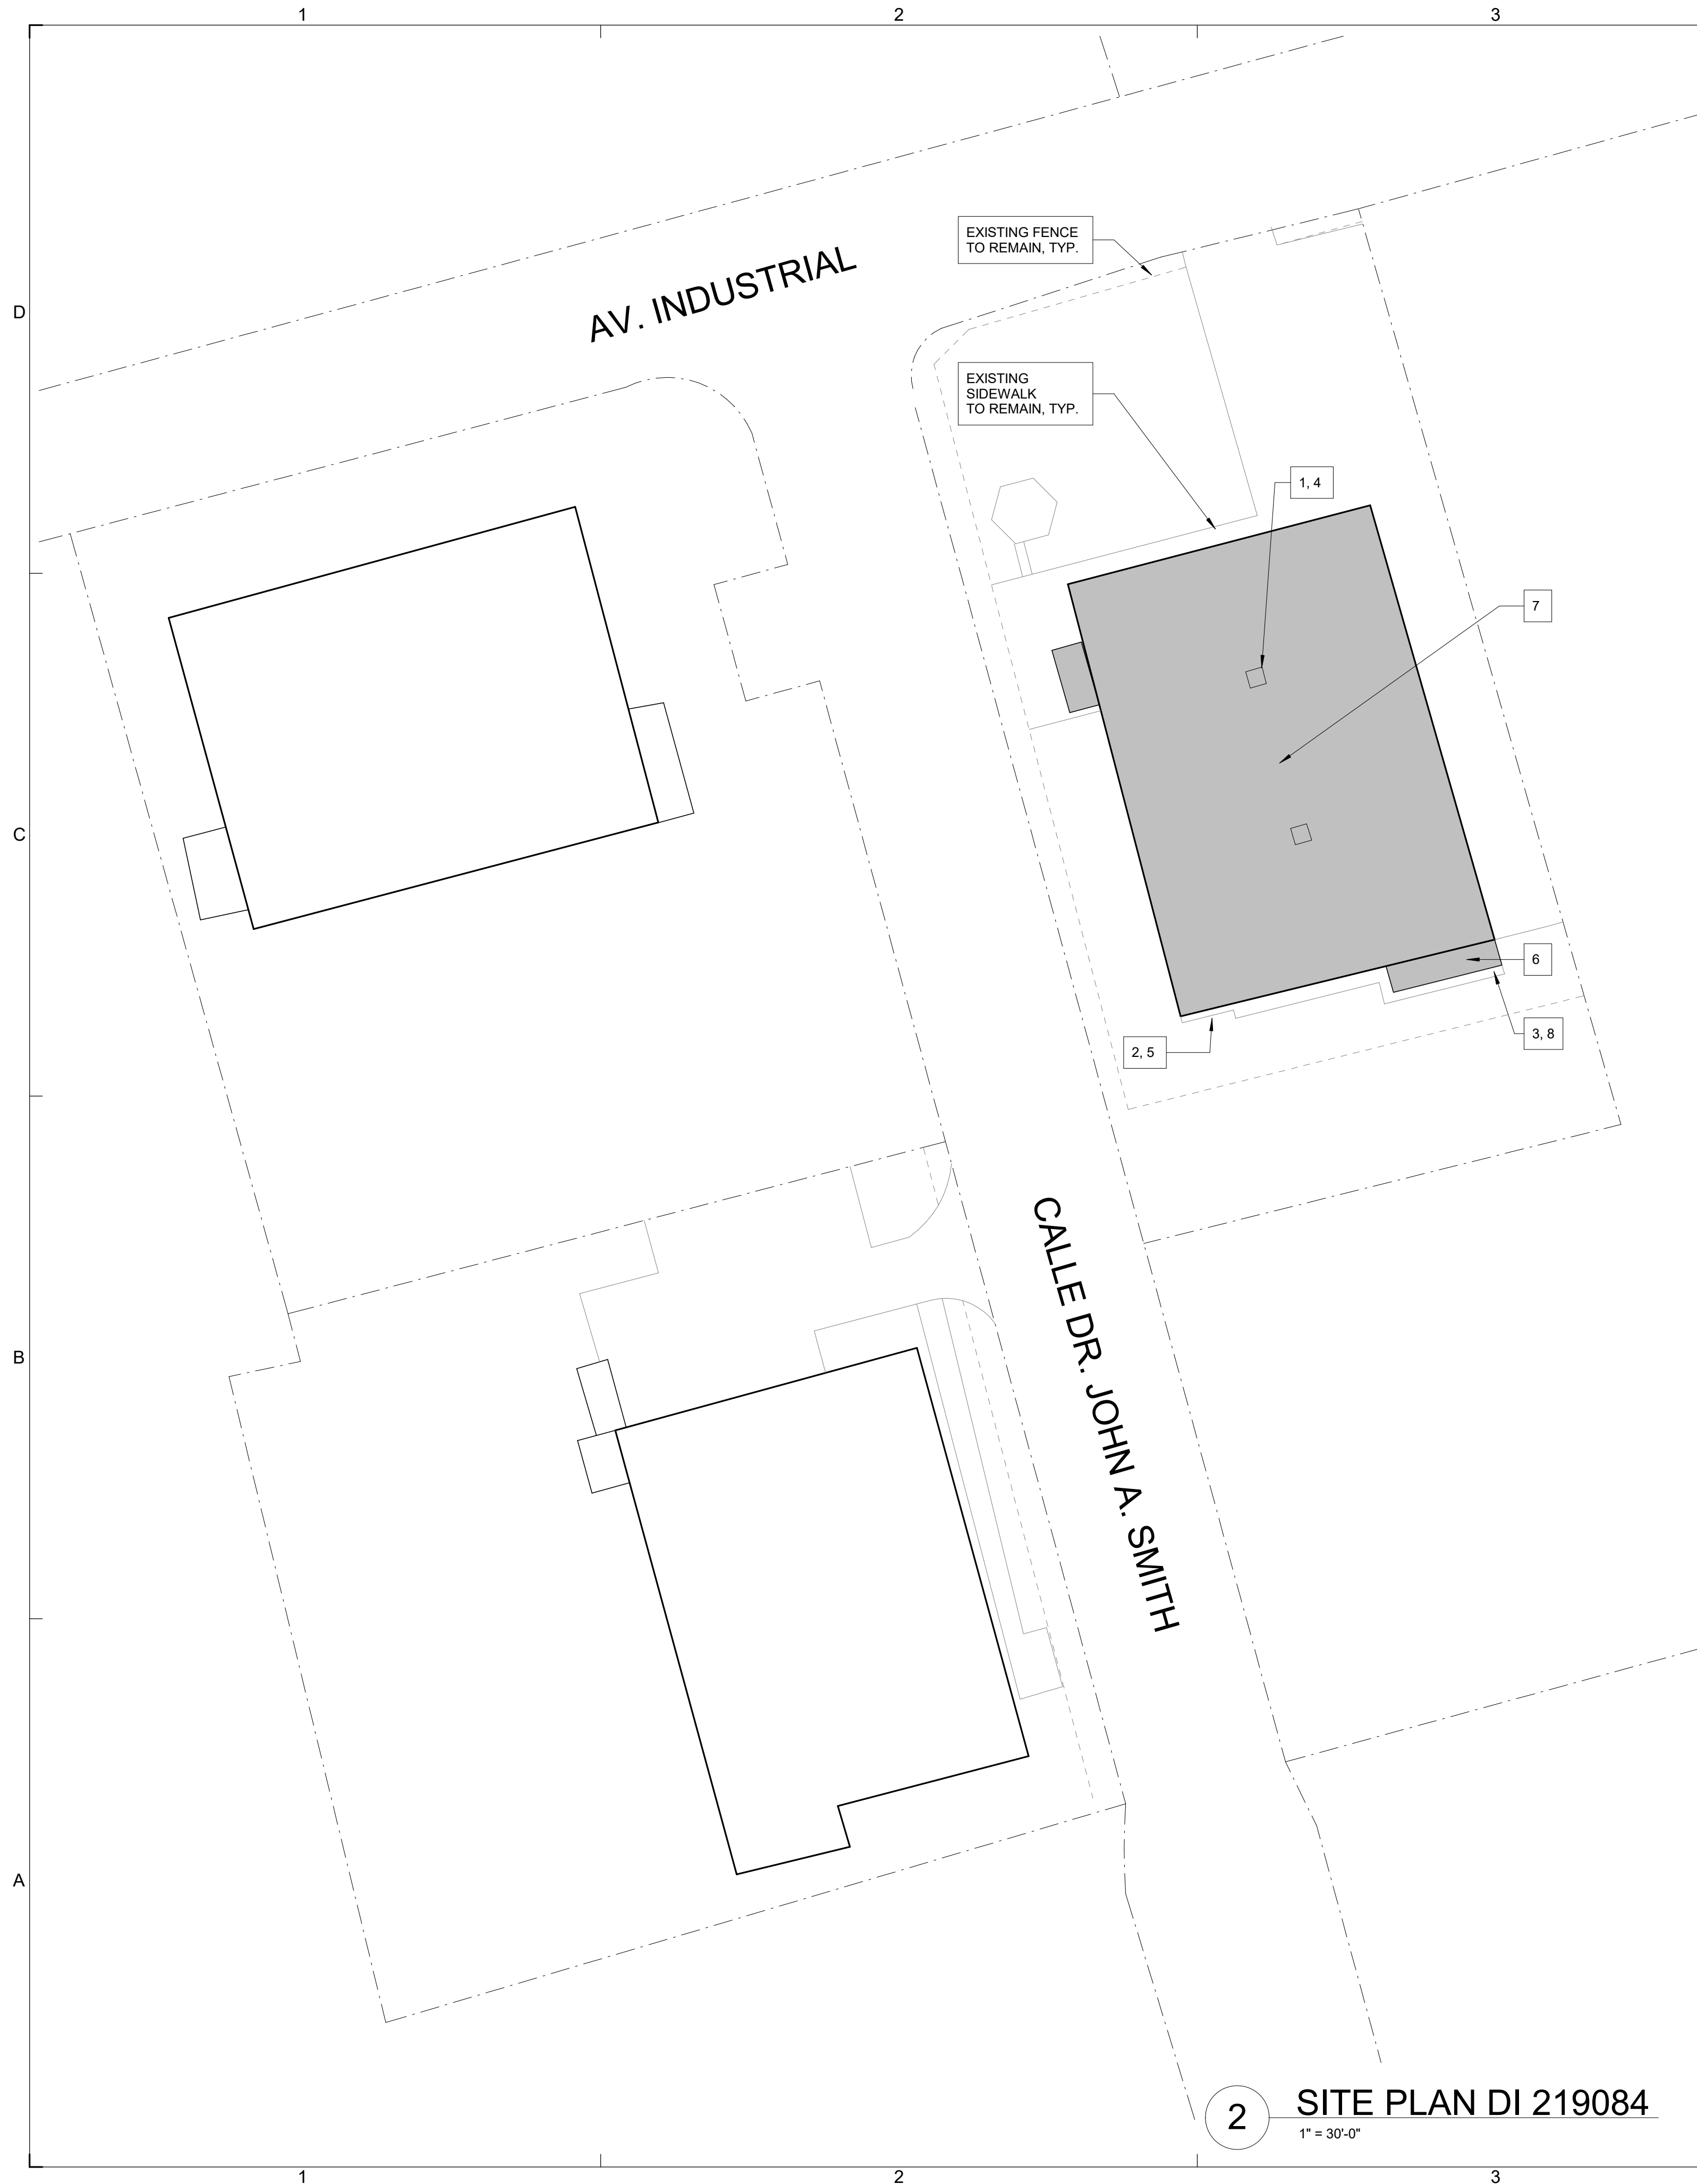 1
2
3
D
EXISTING FENCE
TO REMAIN, TYP.
AV. INDUSTRIAL
EXISTING
SIDEWALK
TO REMAIN, TYP.
1, 4
7
C
6
3, 8
2, 5
CALLE DR. JOHN A. SMITH
B
A
2
SITE PLAN DI 219084
1" = 30'-0"
1
2
3